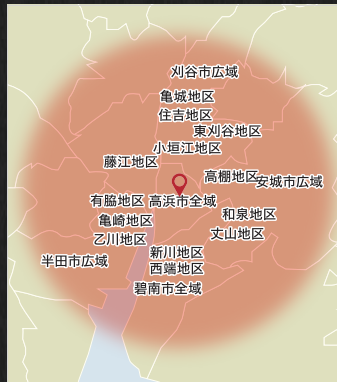 刈谷市広域
亀城地区
住吉地区
東刈谷地区
小垣江地区
藤江地区
高棚地区
安城市広域
有脇地区
高浜市全域
和泉地区
亀崎地区
丈山地区
乙川地区
新川地区
半田市広域
西端地区
碧南市全域